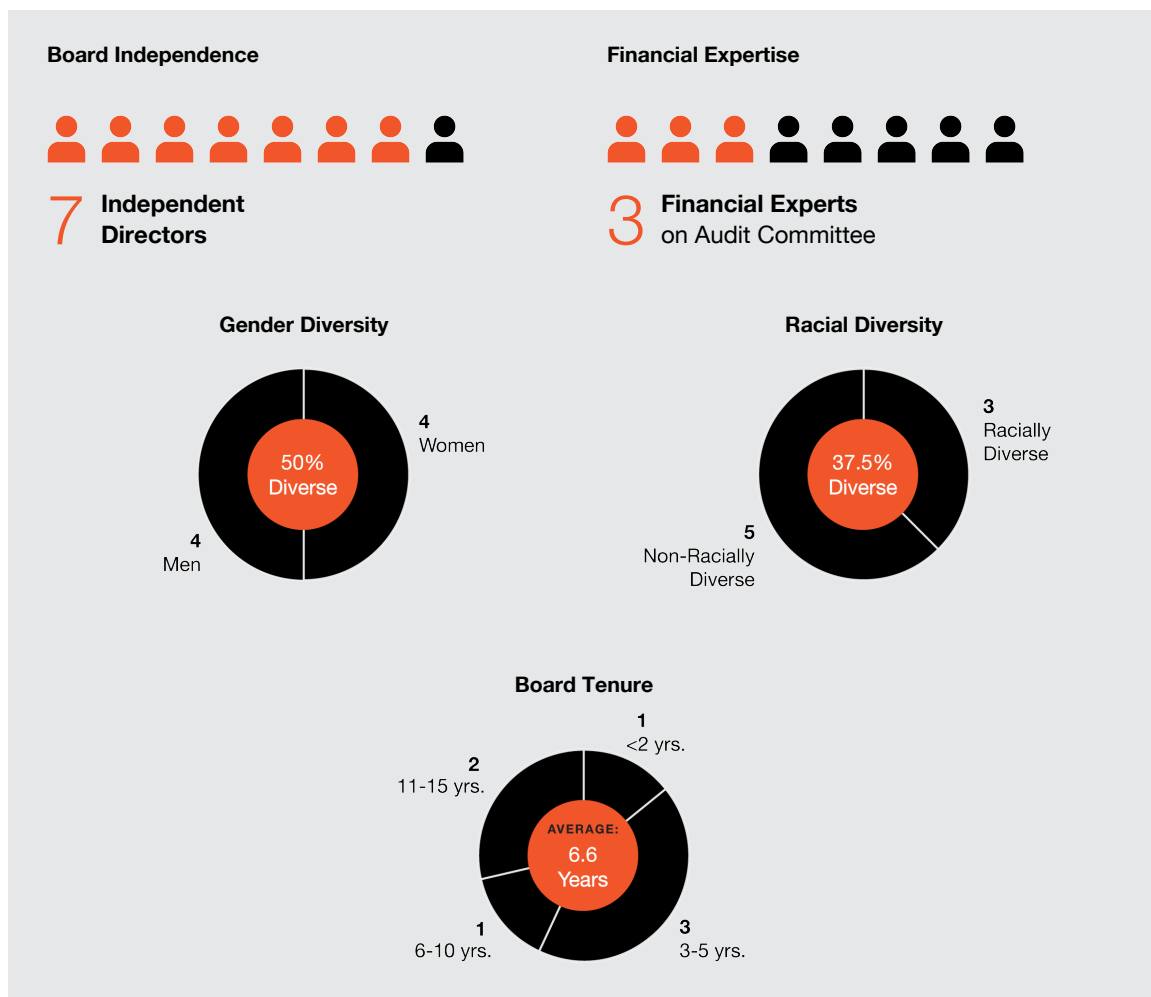 Board Independence
Financial Expertise
7
Independent
Directors
3
Financial Experts
on Audit Committee
Gender Diversity
4
Women
50%
Diverse
4
Men
Racial Diversity
3
Racially
Diverse
37.5%
Diverse
5
Non-Racially
Diverse
Board Tenure
1
<2 yrs.
2
11-15 yrs.
AVERAGE:
6.6
Years
1
6-10 yrs.
3
3-5 yrs.